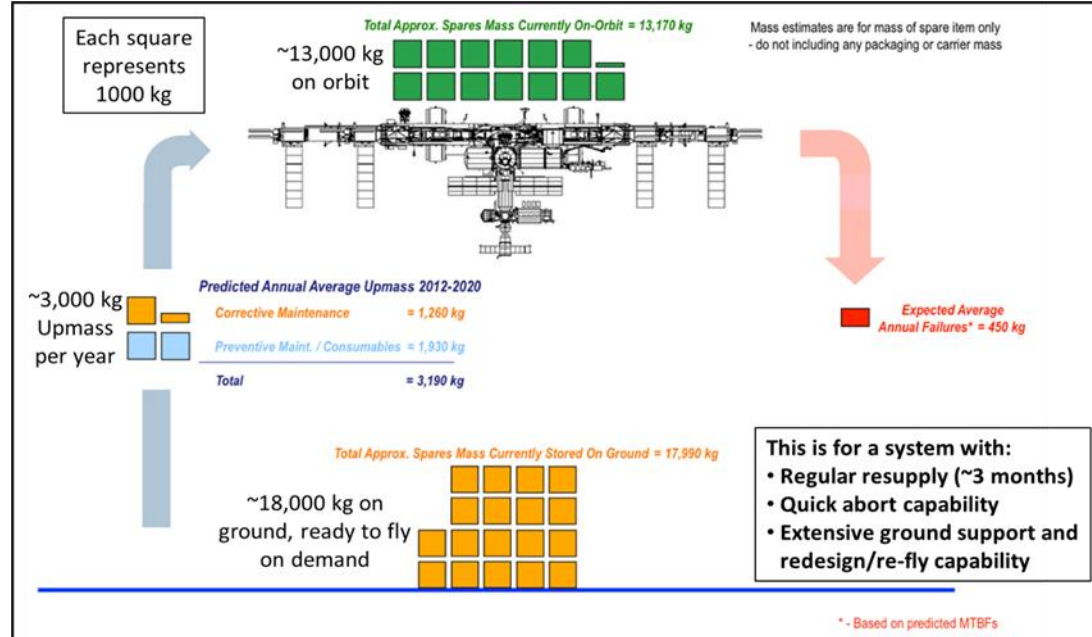 Each square
represents
1000 kg
Total Approx. Spares Mass Currently On-Orbit = 13,170 kg
~13,000 kg
on orbit
Mass estimates are for mass of spare item only
- do not including any packaging or carrier mass
~3,000 kg
Upmass
per year
Predicted Annual Average Upmass 2012-2020
Corrective Maintenance = 1,260 kg
Preventive Maint. / Consumables = 1,930 kg
Total = 3,190 kg
Expected Average
Annual Failures* = 450 kg
Total Approx. Spares Mass Currently Stored On Ground = 17,990 kg
~18,000 kg on
ground, ready to fly
on demand
This is for a system with:
• Regular resupply (~3 months)
• Quick abort capability
• Extensive ground support and
redesign/re-fly capability
* - Based on predicted MTBFs